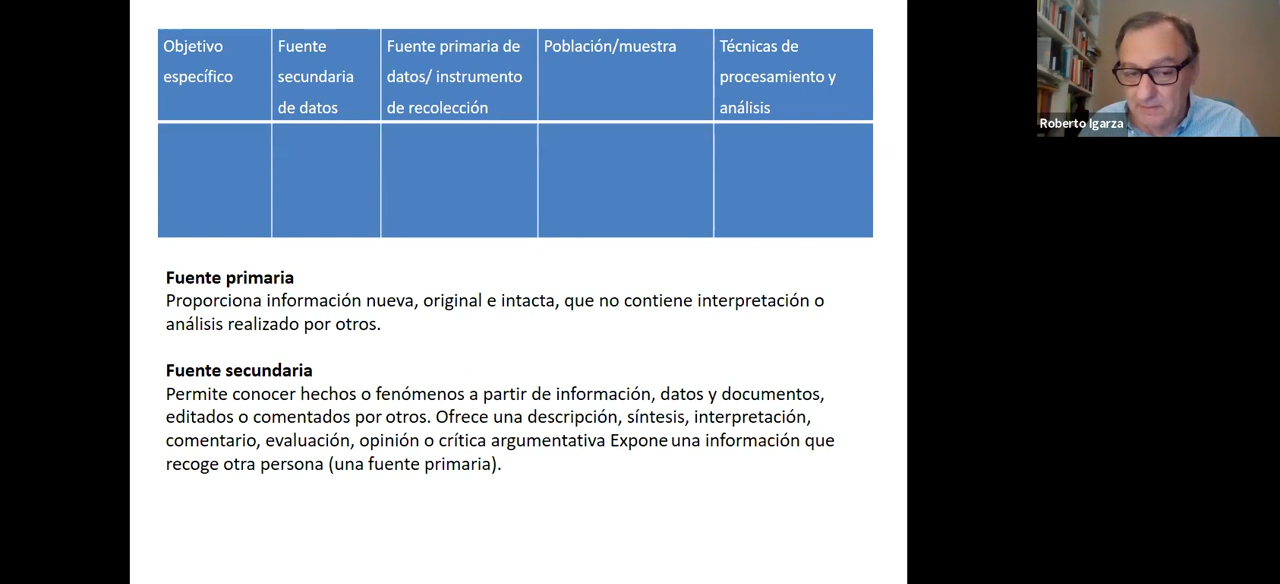 Objetivo
específico
Fuente
secundaria
de datos
Fuente primaria de
datos/ instrumento
de recolección
Población/muestra
Técnicas de
procesamiento y
análisis
Roberto Igarza
Fuente primaria
Proporciona información nueva, original e intacta, que no contiene interpretación o
análisis realizado por otros.
Fuente secundaria
Permite conocer hechos o fenómenos a partir de información, datos y documentos,
editados o comentados por otros. Ofrece una descripción, síntesis, interpretación,
comentario, evaluación, opinión o crítica argumentativa Expone una información que
recoge otra persona (una fuente primaria).